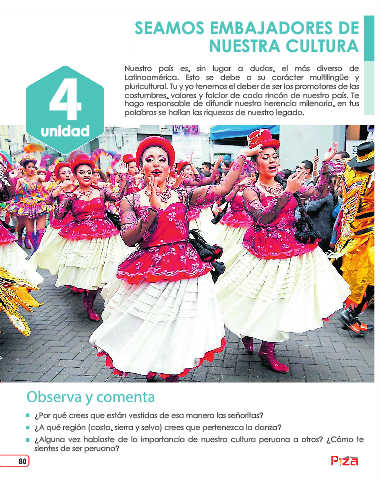 SEAMOS EMBAJADORES DE
NUESTRA CULTURA
4
unidad
Nuestro país es, sin lugar a dudas, el más diverso de
Latinoamérica. Esto se debe a su carácter multilingüe y
pluricultural. Tu y yo tenemos el deber de ser los promotores de las
costumbres, valores y folclor de cada rincón de nuestro país. Te
hago responsable de difundir nuestra herencia milenaria, en tus
palabras se hallan las riquezas de nuestro legado.
Observa y comenta
¿Por qué crees que están vestidas de esa manera las señoritas?
¿A qué región (costa, sierra y selva) crees que pertenezca la danza?
¿Alguna vez hablaste de la importancia de nuestra cultura peruana a otros? ¿Cómo te
sientes de ser peruano?
80